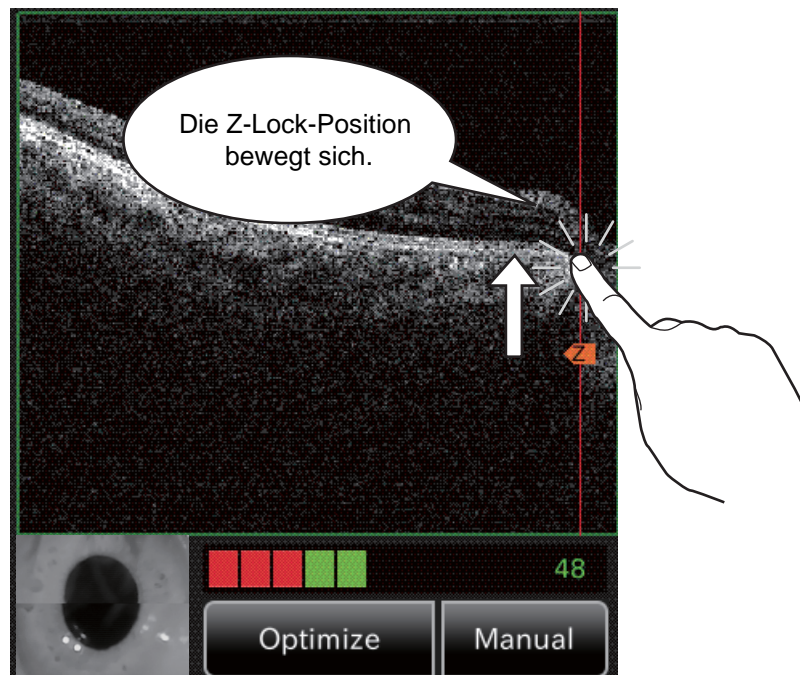 Die Z-Lock-Position
bewegt sich.
Z
48
Optimize
Manual